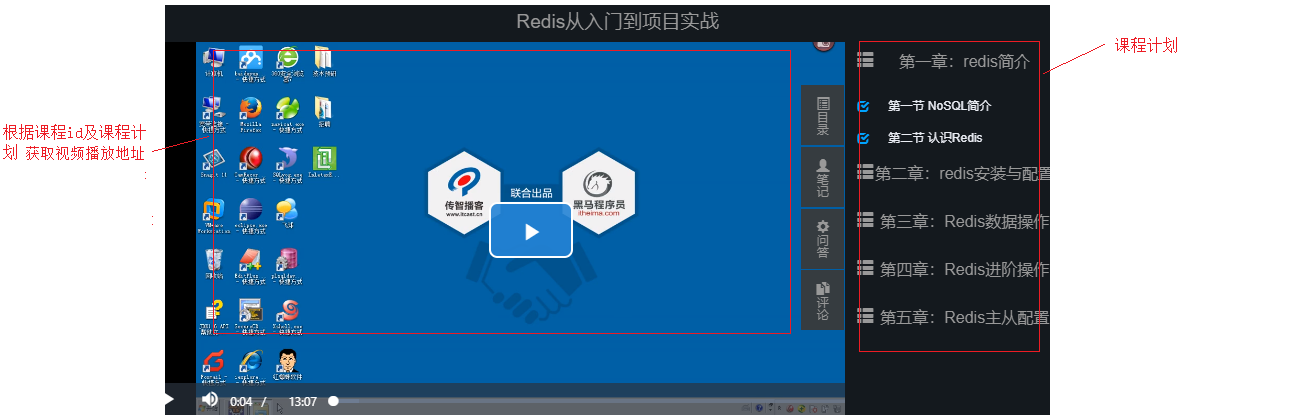 Redis从入门到项目实战
课程计划
根据课程id及课程计
划 获取视频播放地址
:
:
第一章：redis简介
第一节 NoSQL简介
第二节 认识Redis
第二章：redis安装与配置
第三章：Redis数据操作
第四章：Redis进阶操作
第五章：Redis主从配置
目录
笔记
问答
评论
联合出品
传智播客
www.itcast.cn
黑马程序员
itheima.com
计算机
Mozilla
Firefox
VMware
Workstation
回收站
0:04 / 13:07